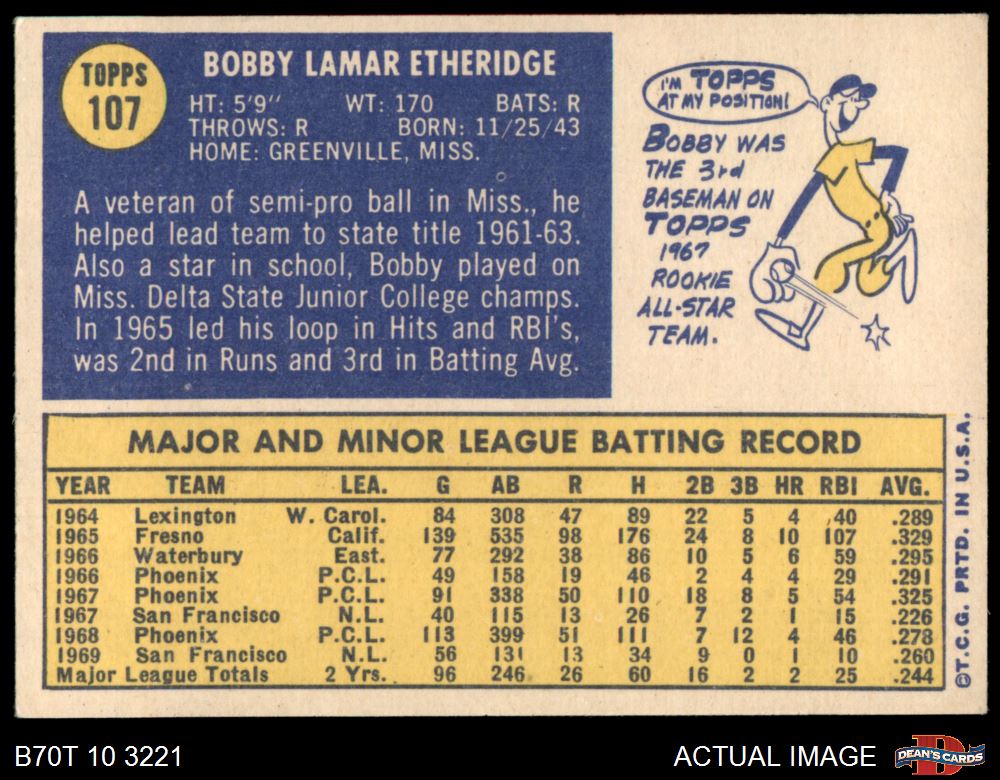 TOPPS
107
BOBBY LAMAR ETHERIDGE
HT: 5'9" WT: 170 BATS: R
THROWS: R BORN: 11/25/43
HOME: GREENVILLE, MISS.
A veteran of semi-pro ball in Miss., he
helped lead team to state title 1961-63.
Also a star in school, Bobby played on
Miss. Delta State Junior College champs.
In 1965 led his loop in Hits and RBI's,
was 2nd in Runs and 3rd in Batting Avg.
I'M TOPPS
AT MY POSITION!
BOBBY WAS
THE 3rd
BASEMAN ON
TOPPS
1967
ROOKIE
ALL-STAR
TEAM.
MAJOR AND MINOR LEAGUE BATTING RECORD
YEAR TEAM LEA. G AB R H 2B 3B HR RBI AVG.
1964 Lexington W. Carol. 84 308 47 89 22 5 4 40 .289
1965 Fresno Calif. 139 535 98 176 24 8 10 107 .329
1966 Waterbury East. 77 292 38 86 10 5 6 59 .295
1966 Phoenix P.C.L. 49 158 19 46 2 4 4 29 .291
1967 Phoenix P.C.L. 91 338 50 110 18 8 5 54 .325
1967 San Francisco N.L. 40 115 13 26 7 2 1 15 .226
1968 Phoenix P.C.L. 113 399 51 111 7 12 4 46 .278
1969 San Francisco N.L. 56 131 13 34 9 0 1 10 .260
Major League Totals 2 Yrs. 96 246 26 60 16 2 2 25 .244
©T.C.G. PRTD. IN U.S.A.
B70T 10 3221
ACTUAL IMAGE
D
DEAN'S CARDS